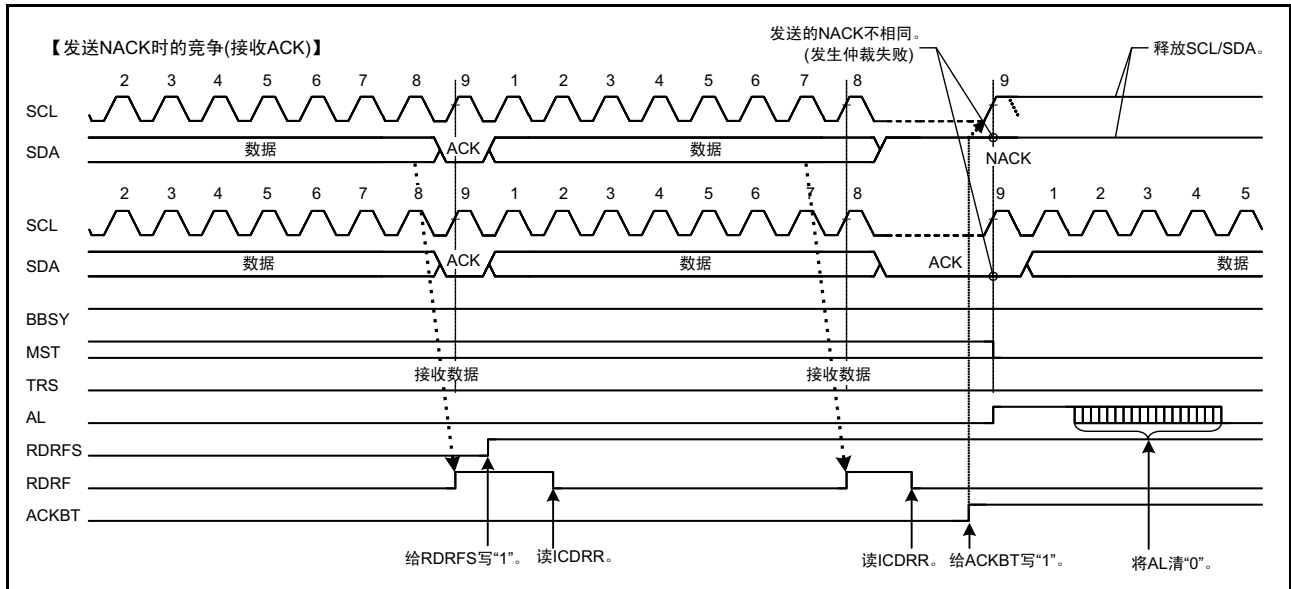 【发送NACK时的竞争(接收ACK)】
发送的NACK不相同。
(发生仲裁失败)
释放SCL/SDA。
2 3 4 5 6 7 8 9 1 2 3 4 5 6 7 8 9
SCL
SDA 数据 ACK 数据 NACK
2 3 4 5 6 7 8 9 1 2 3 4 5 6 7 8 9 1 2 3 4 5
SCL
SDA 数据 ACK 数据 ACK 数据
BBSY
MST
接收数据 接收数据
TRS
AL
RDRFS
RDRF
ACKBT
给RDRFS写“1”。 读ICDRR。 读ICDRR。 给ACKBT写“1”。 将AL清“0”。